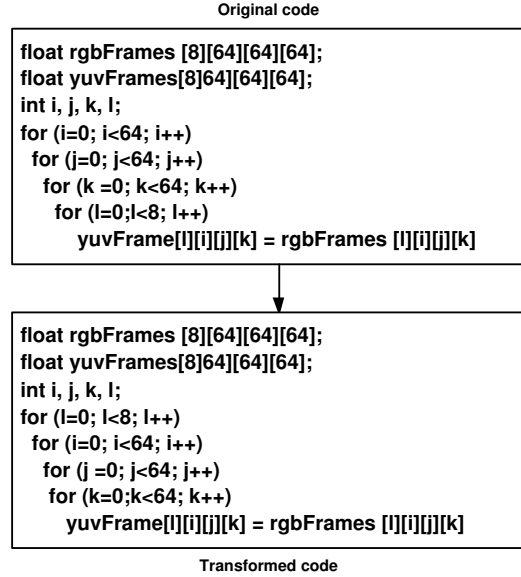 Original code
float rgbFrames [8][64][64][64];
float yuvFrames[8]64][64][64];
int i, j, k, l;
for (i=0; i<64; i++)
for (j=0; j<64; j++)
for (k =0; k<64; k++)
for (l=0;l<8; l++)
yuvFrame[l][i][j][k] = rgbFrames [l][i][j][k]
float rgbFrames [8][64][64][64];
float yuvFrames[8]64][64][64];
int i, j, k, l;
for (l=0; l<8; l++)
for (i=0; i<64; i++)
for (j =0; j<64; j++)
for (k=0;k<64; k++)
yuvFrame[l][i][j][k] = rgbFrames [l][i][j][k]
Transformed code